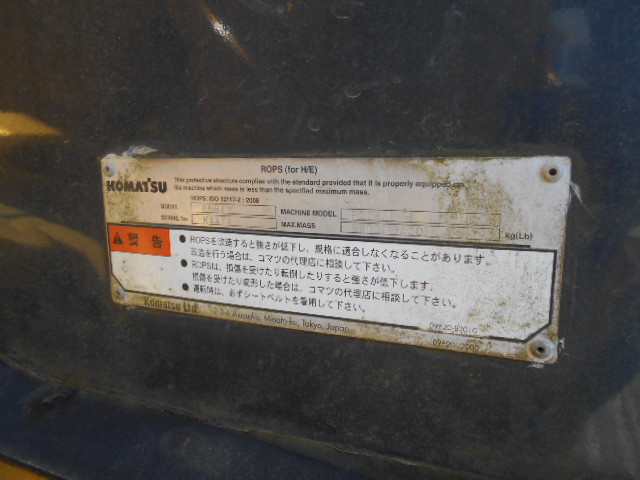 ROPS (for H/E)
KOMATSU
This protective structure complies with the standard provided that it is properly equipped on
the machine which mass is less than the specified maximum mass.
ROPS: ISO 12117-2 : 2008
MODEL
MACHINE MODEL
SERIAL No.
MAX.MASS
Kg(Lb)
警告
● ROPSを改造すると強さが低下し、規格に適合しなくなることがあります。
改造を行う場合は、コマツの代理店に相談して下さい。
● ROPSは、損傷を受けたり転倒したりすると強さが低下します。
損傷を受けたり変形した場合は、コマツの代理店に相談して下さい。
● 運転時は、必ずシートベルトを着用して下さい。
Komatsu Ltd. 2-3-6 Akasaka, Minato-ku, Tokyo, Japan